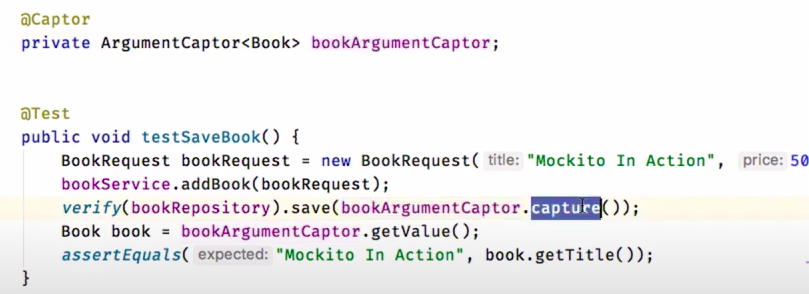 @Captor
private ArgumentCaptor<Book> bookArgumentCaptor;
@Test
public void testSaveBook() {
BookRequest bookRequest = new BookRequest( title: "Mockito In Action", price: 50
bookService.addBook(bookRequest);
verify(bookRepository).save(bookArgumentCaptor.capture());
Book book = bookArgumentCaptor.getValue();
assertEquals( expected: "Mockito In Action", book.getTitle());
}